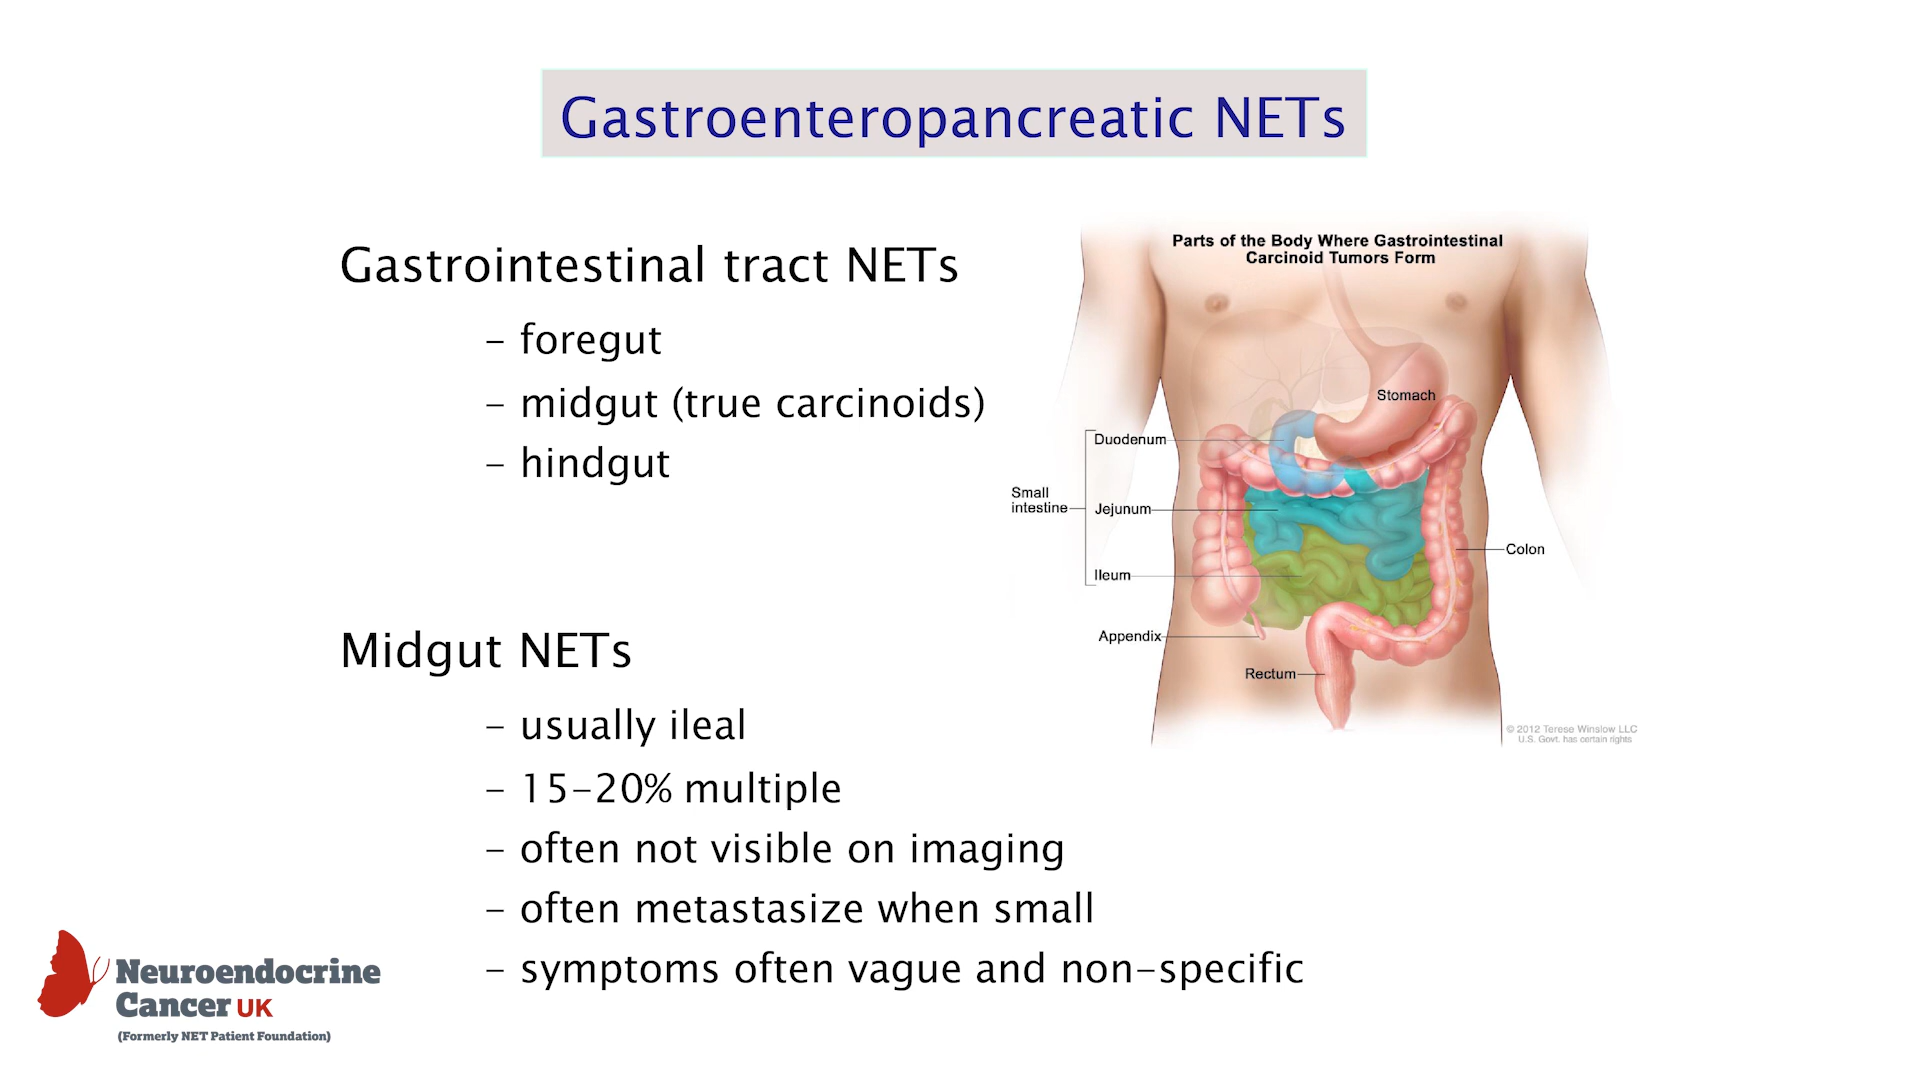 Gastroenteropancreatic NETs
Gastrointestinal tract NETs
– foregut
– midgut (true carcinoids)
– hindgut
Midgut NETs
– usually ileal
– 15–20% multiple
– often not visible on imaging
– often metastasize when small
– symptoms often vague and non–specific
Parts of the Body Where Gastrointestinal
Carcinoid Tumors Form
Stomach
Duodenum
Small
intestine
Jejunum
Ileum
Colon
Appendix
Rectum
© 2012 Terese Winslow LLC
U.S. Govt. has certain rights
Neuroendocrine
Cancer UK
(Formerly NET Patient Foundation)